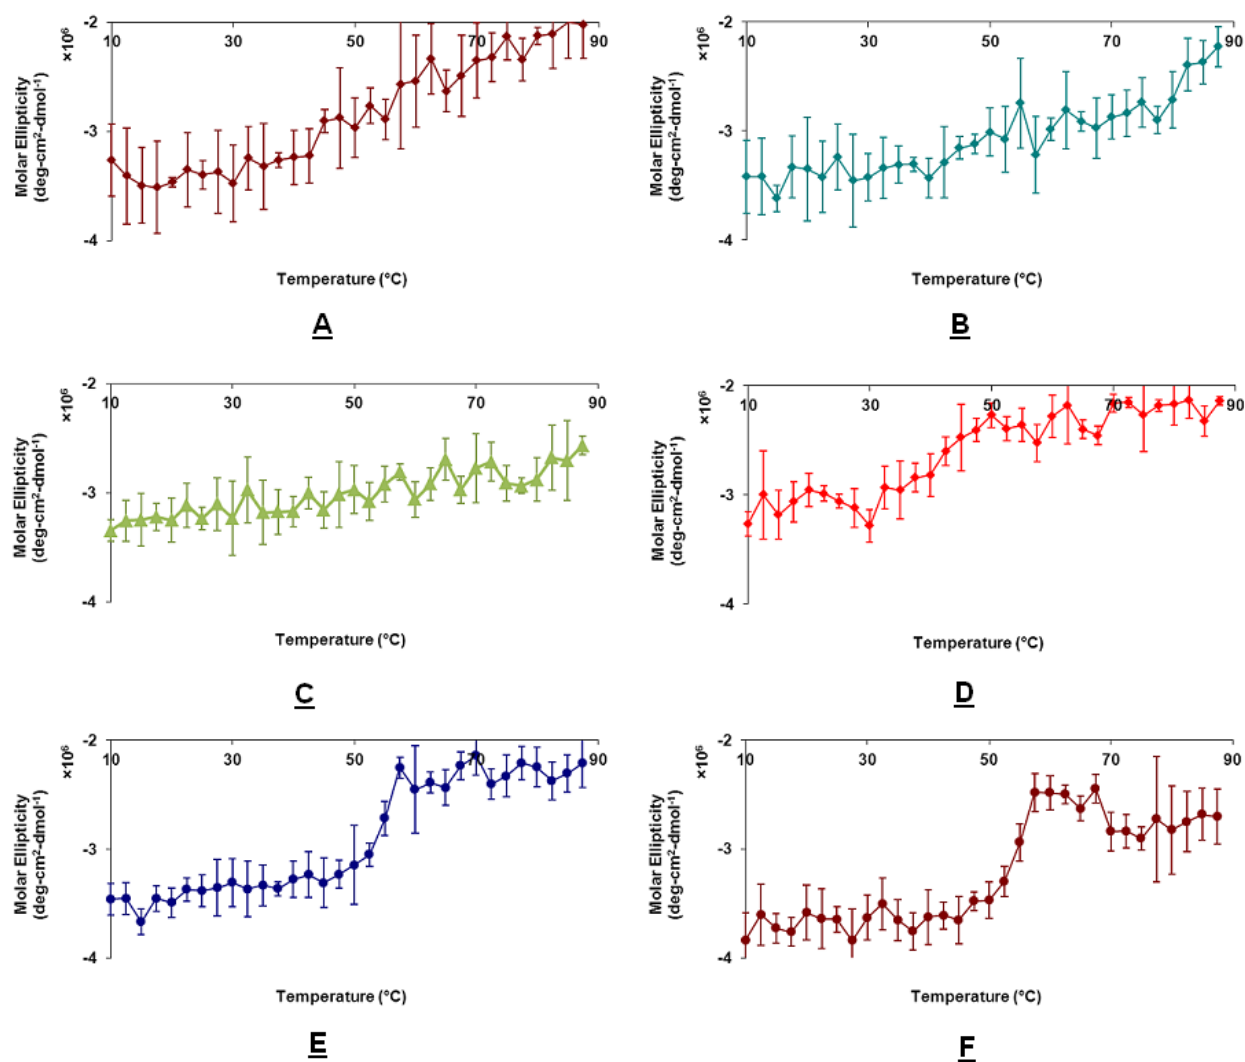 -2
10 30 50 70 90
×10⁶
-3
-4
Molar Ellipticity
(deg-cm²-dmol⁻¹)
Temperature (°C)
A
-2
10 30 50 70 90
×10⁶
-3
-4
Molar Ellipticity
(deg-cm²-dmol⁻¹)
Temperature (°C)
B
-2
10 30 50 70 90
×10⁶
-3
-4
Molar Ellipticity
(deg-cm²-dmol⁻¹)
Temperature (°C)
C
-2
10 30 50 70 90
×10⁶
-3
-4
Molar Ellipticity
(deg-cm²-dmol⁻¹)
Temperature (°C)
D
-2
10 30 50 70 90
×10⁶
-3
-4
Molar Ellipticity
(deg-cm²-dmol⁻¹)
Temperature (°C)
E
-2
10 30 50 70 90
×10⁶
-3
-4
Molar Ellipticity
(deg-cm²-dmol⁻¹)
Temperature (°C)
F